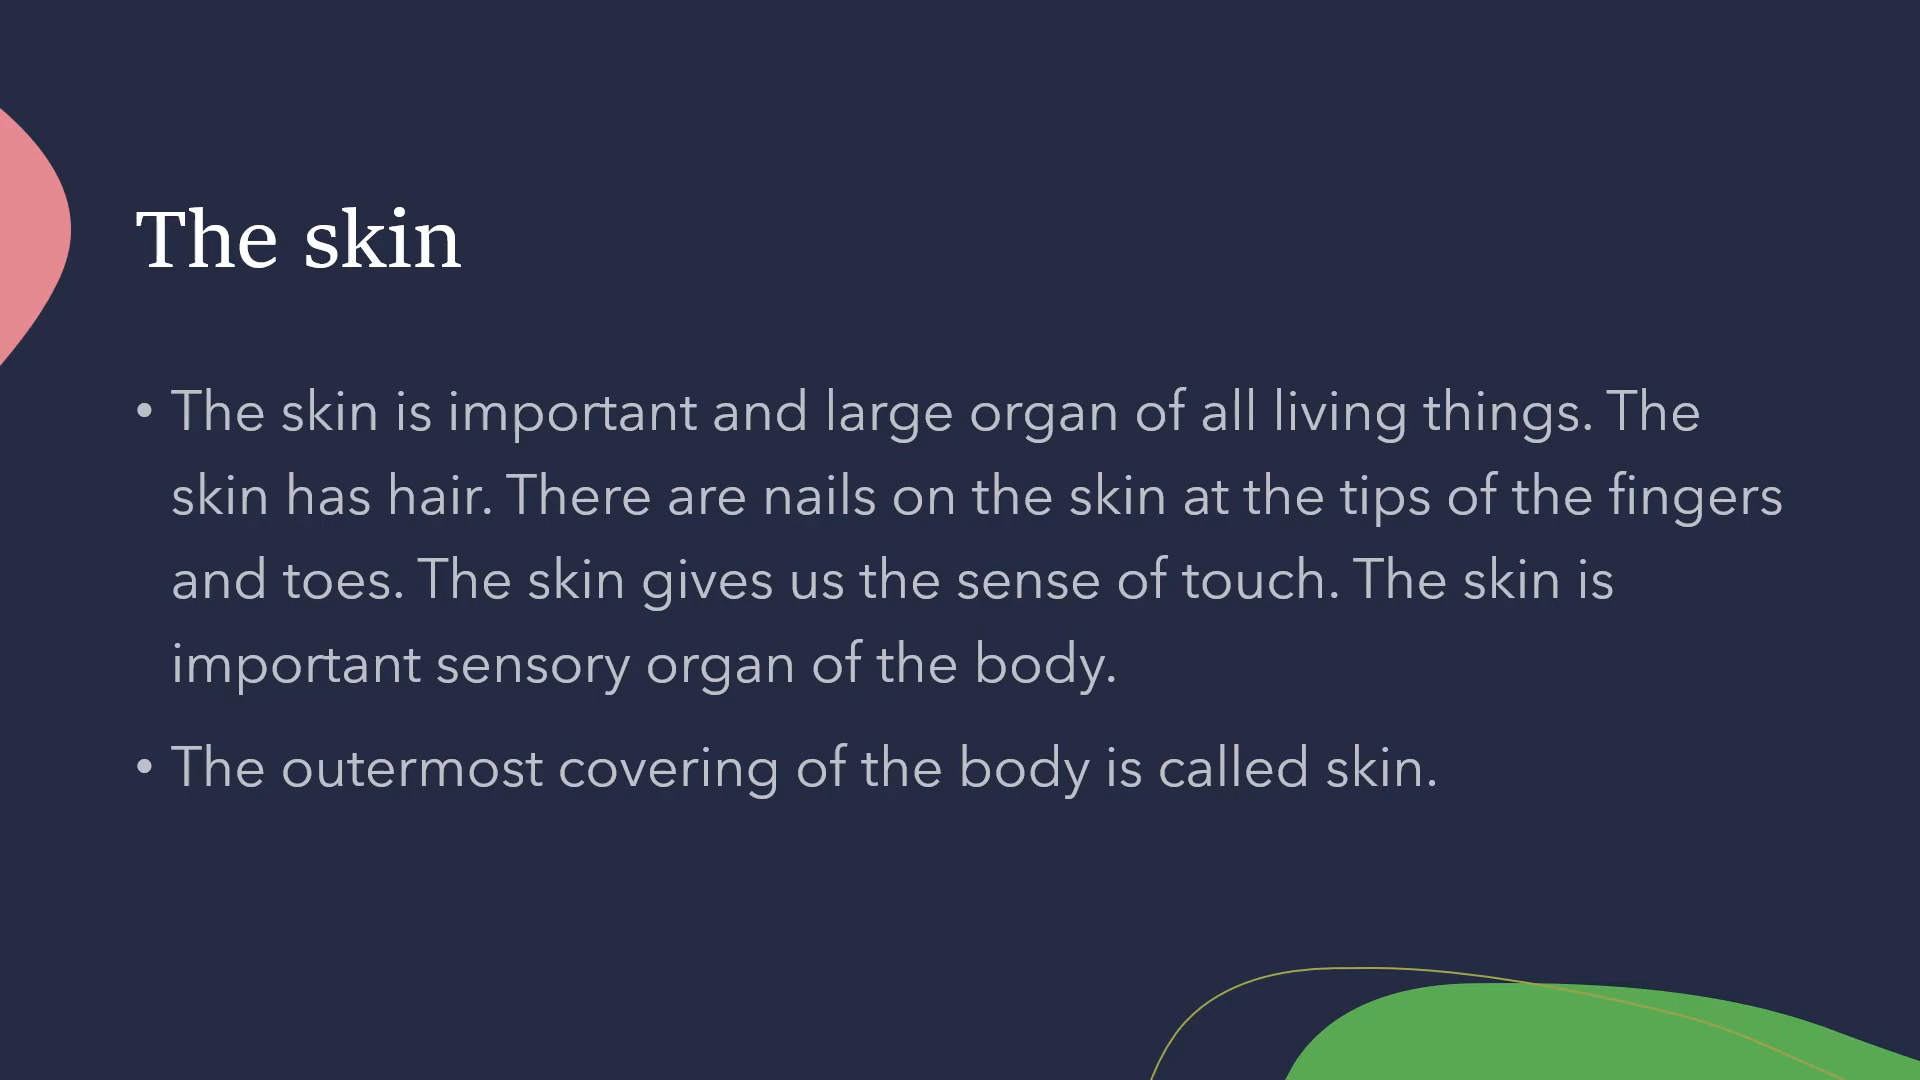 The skin
• The skin is important and large organ of all living things. The
skin has hair. There are nails on the skin at the tips of the fingers
and toes. The skin gives us the sense of touch. The skin is
important sensory organ of the body.
• The outermost covering of the body is called skin.